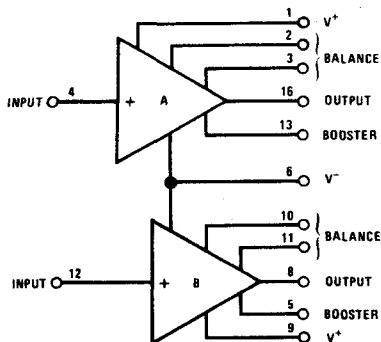 1 V+
2
3 BALANCE
INPUT 4 + A 16 OUTPUT
13 BOOSTER
6 V-
10
11 BALANCE
INPUT 12 + B 8 OUTPUT
5 BOOSTER
9 V+